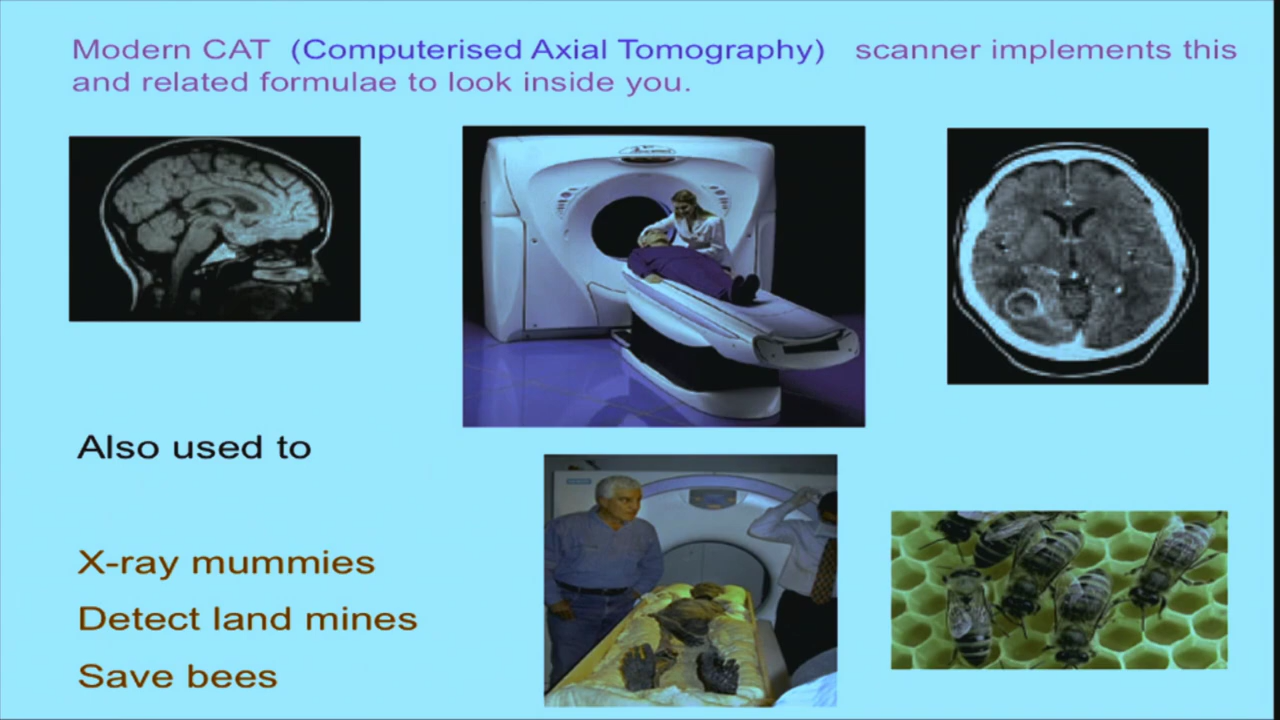 Modern CAT (Computerised Axial Tomography) scanner implements this
and related formulae to look inside you.
Also used to
X-ray mummies
Detect land mines
Save bees